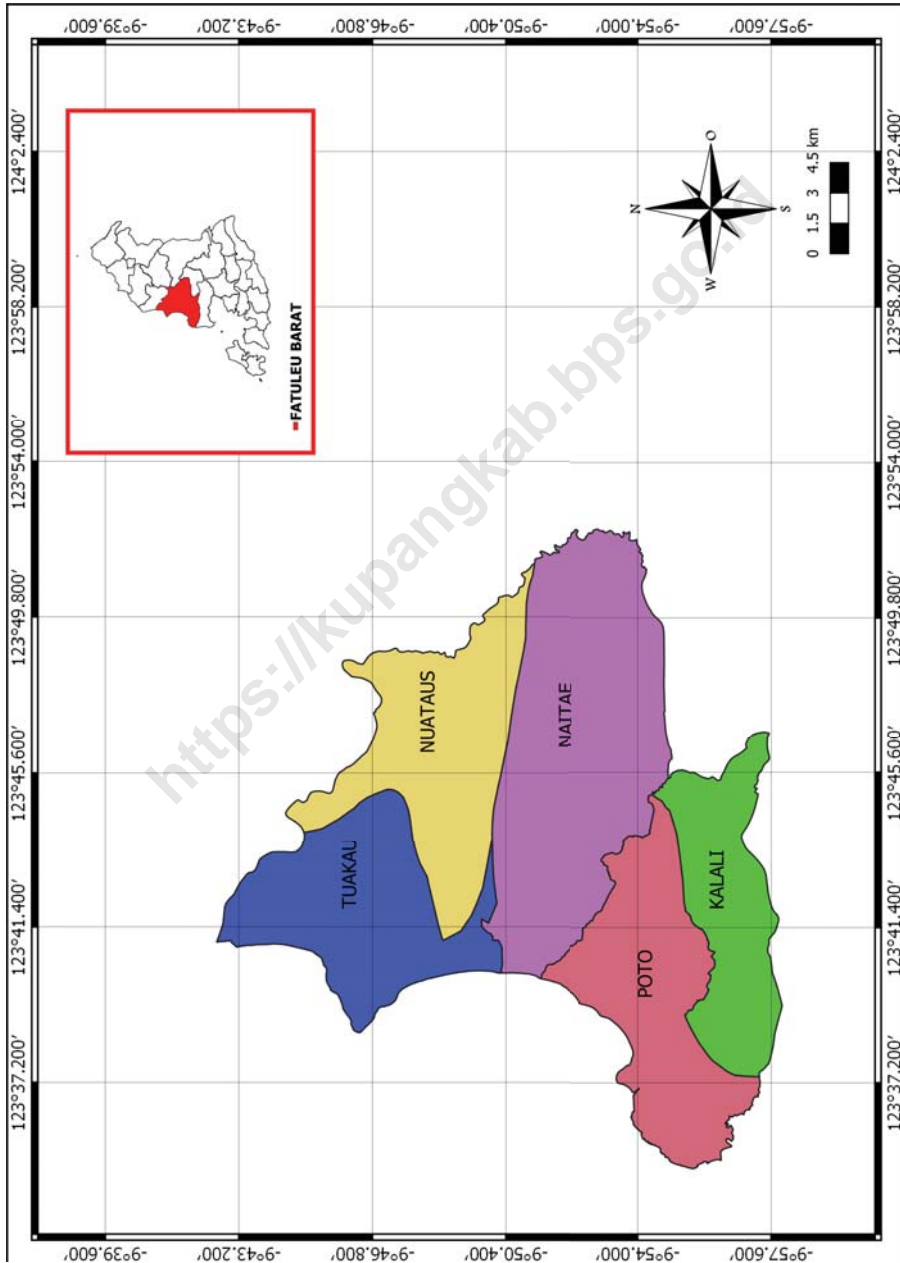 123°37.200′ 123°41.400′ 123°45.600′ 123°49.800′ 123°54.000′ 123°58.200′ 124°2.400′
-9°39.600′ -9°39.600′
-9°43.200′ -9°43.200′
-9°46.800′ -9°46.800′
-9°50.400′ -9°50.400′
-9°54.000′ -9°54.000′
-9°57.600′ -9°57.600′
FATULEU BARAT
TUAKAU
NUATAUS
NAITAE
POTO
KALALI
N
W O
S
0 1.5 3 4.5 km
https://kupangkab.bps.go.id
123°37.200′ 123°41.400′ 123°45.600′ 123°49.800′ 123°54.000′ 123°58.200′ 124°2.400′